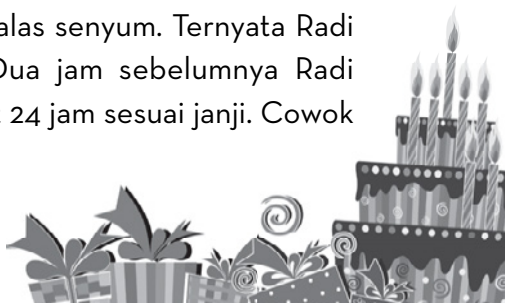 alas senyum. Ternyata Radi
Dua jam sebelumnya Radi
24 jam sesuai janji. Cowok